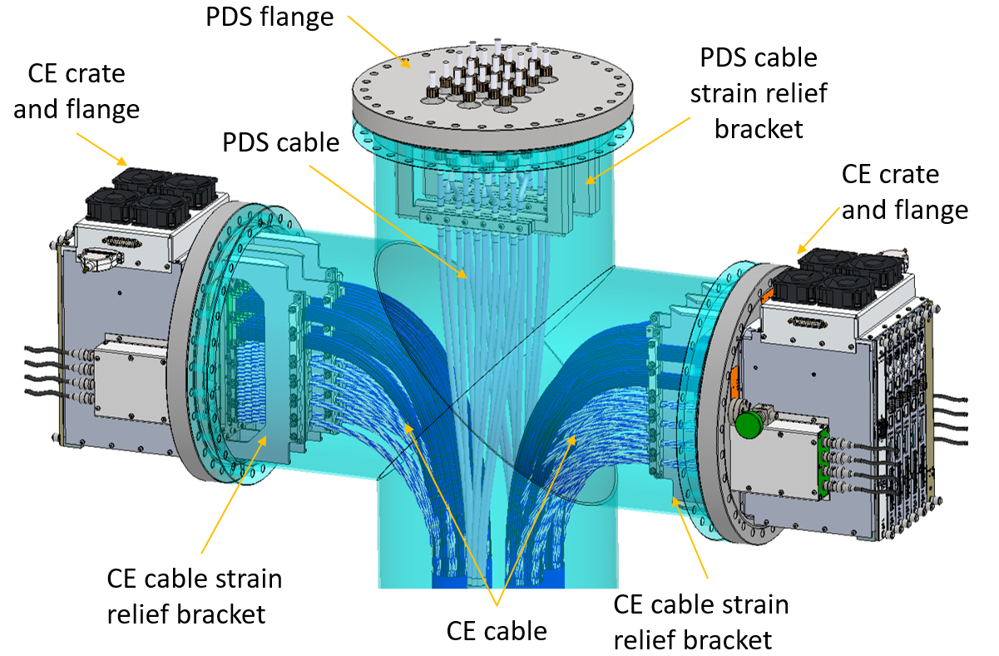 PDS flange
CE crate
and flange
PDS cable
strain relief
bracket
PDS cable
CE crate
and flange
CE cable strain
relief bracket
CE cable
CE cable strain
relief bracket